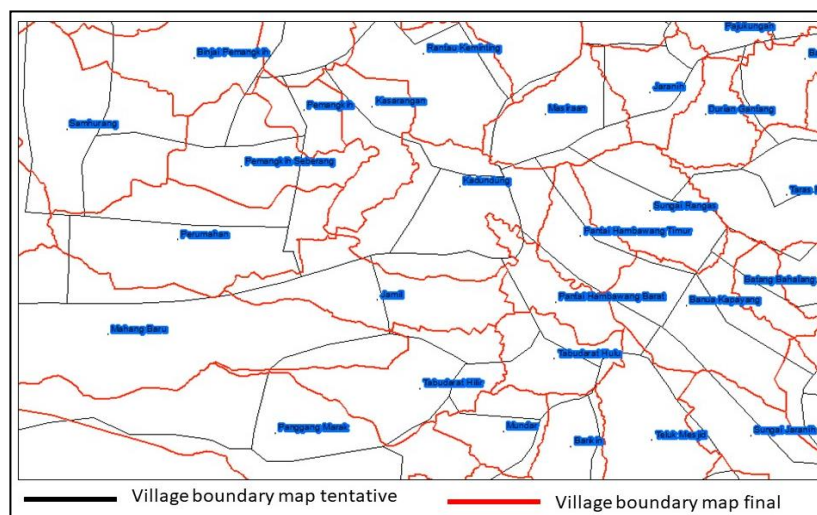 Pajukungan
Binjai Pemangkih
Rantau Keminting
Jaranih
Pemangkih
Kasarangan
Masiraan
Durian Gantang
Samhurang
Pemangkih Seberang
Kadundung
Sungai Rangas
Perumahan
Pantai Hambawang Timur
Batang Bahalang
Jamil
Pantai Hambawang Barat
Banua Kapayang
Mahang Baru
Tabudarat Hulu
Tabudarat Hilir
Panggang Marak
Mundar
Barikin
Teluk Mesjid
Sungai Jaranih
Village boundary map tentative
Village boundary map final